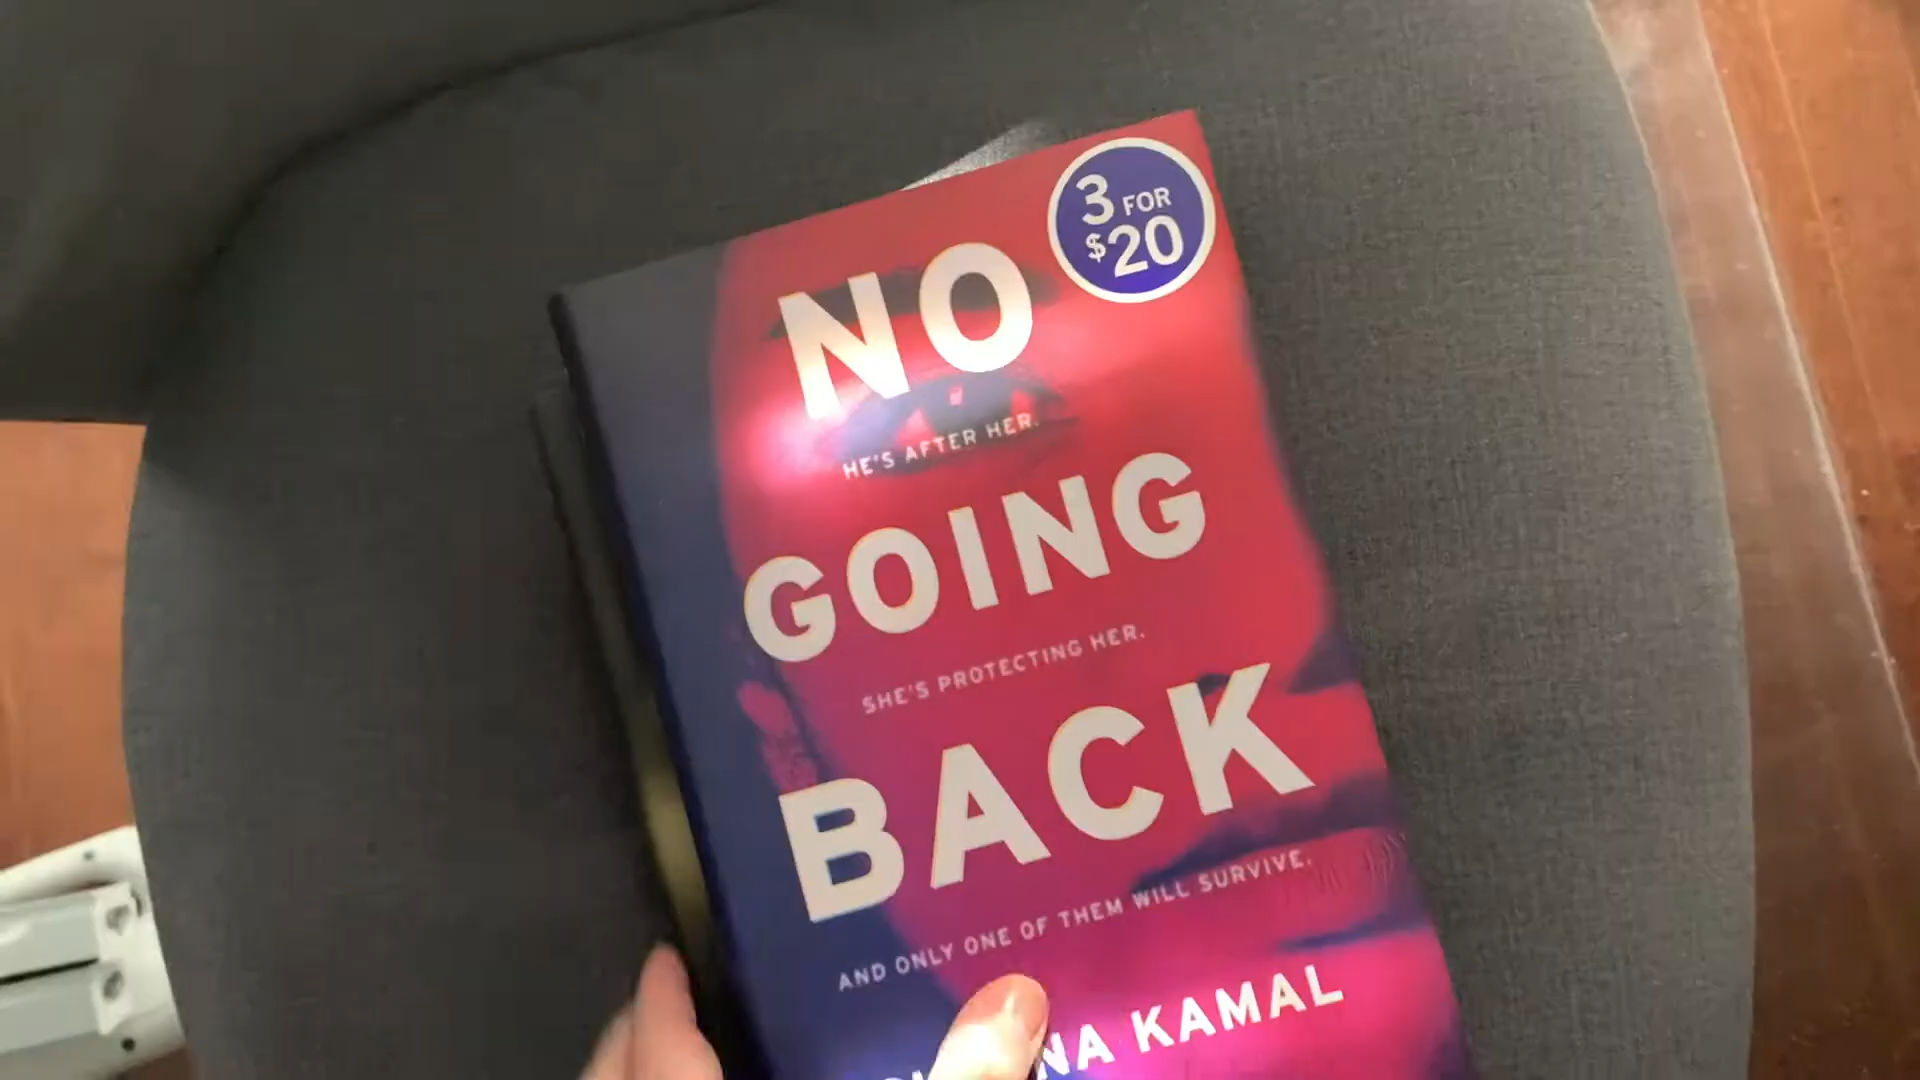 3 FOR
$20
NO
HE'S AFTER HER.
GOING
SHE'S PROTECTING HER.
BACK
AND ONLY ONE OF THEM WILL SURVIVE.
KAMAL